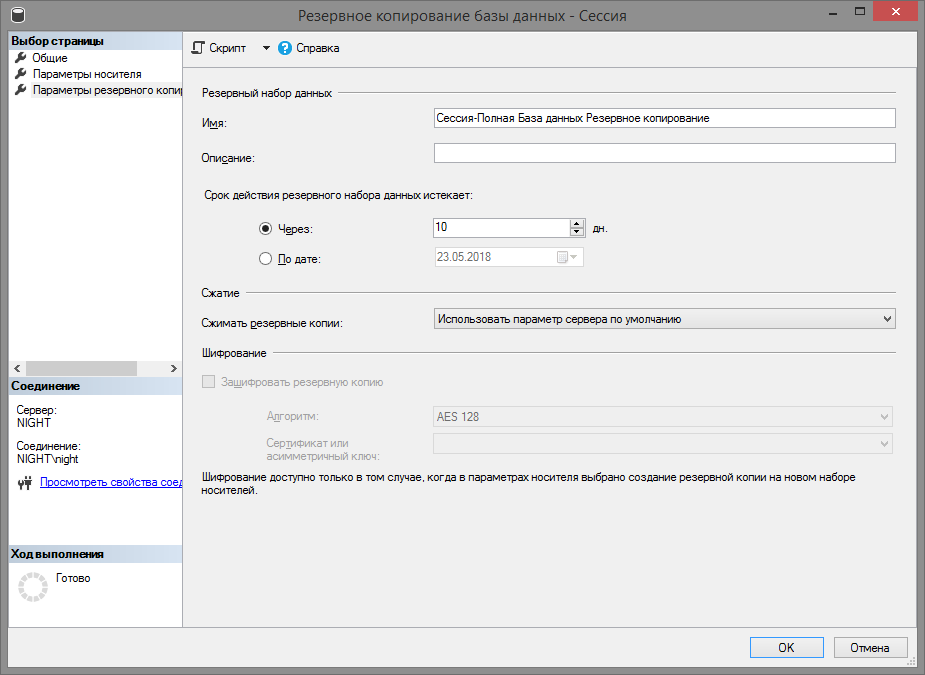 Резервное копирование базы данных - Сессия
Выбор страницы
Общие
Параметры носителя
Параметры резервного копи
Скрипт
Справка
Резервный набор данных
Имя:
Сессия-Полная База данных Резервное копирование
Описание:
Срок действия резервного набора данных истекает:
Через:
10
дн.
По дате:
23.05.2018
Сжатие
Сжимать резервные копии:
Использовать параметр сервера по умолчанию
Шифрование
Зашифровать резервную копию
Алгоритм:
AES 128
Сертификат или
асимметричный ключ:
Шифрование доступно только в том случае, когда в параметрах носителя выбрано создание резервной копии на новом наборе
носителей.
Соединение
Сервер:
NIGHT
Соединение:
NIGHT\night
Просмотреть свойства соед
Ход выполнения
Готово
OK
Отмена